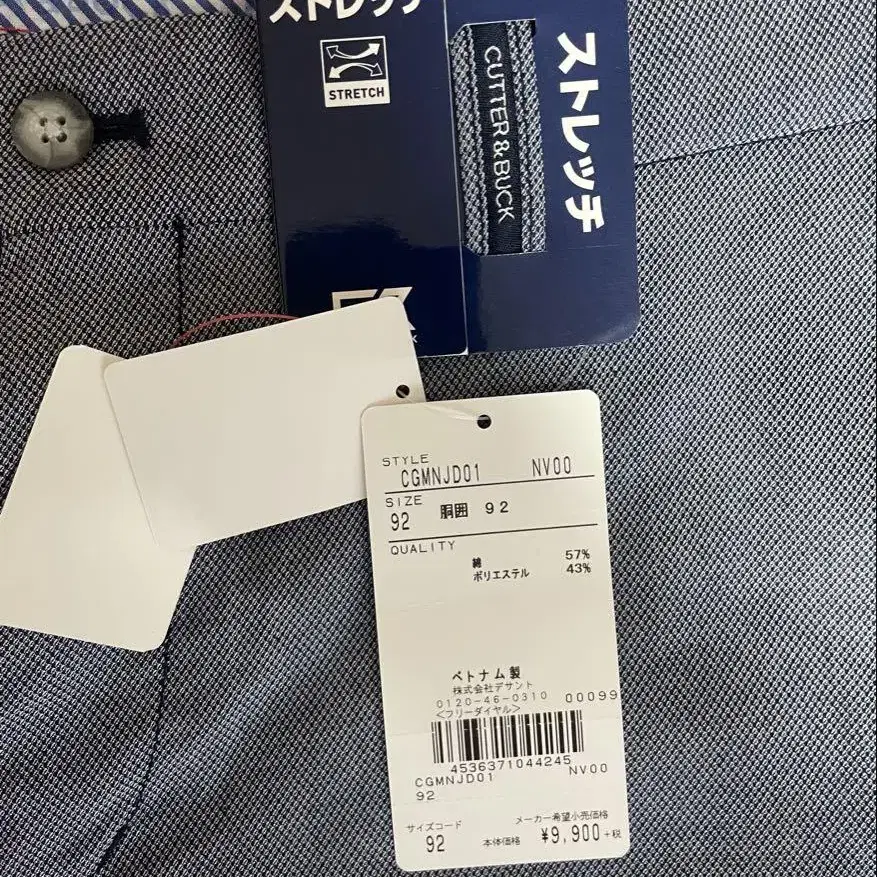 ストレッチ
STRETCH
CUTTER&BUCK
ストレッチ
STYLE
CGMNJD01 NV00
SIZE
92 胴囲 92
QUALITY
綿 57%
ポリエステル 43%
ベトナム製
株式会社デサント
0120-46-0310 00099
<フリーダイヤル>
4536371044245
CGMNJD01 NV00
92
サイズコード メーカー希望小売価格
92 本体価格 ¥9,900+税